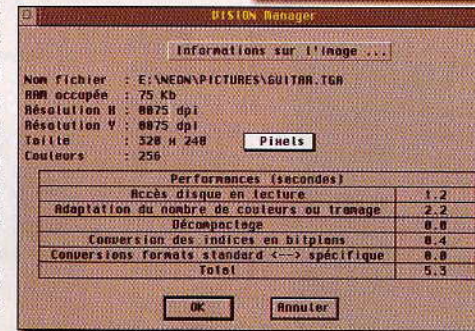 VISION Manager
Informations sur l'image ...
Nom fichier : E:\NEON\PICTURES\GUITAR.TGA
RAM occupée : 75 Kb
Résolution H : 0075 dpi
Résolution V : 0075 dpi
Taille : 320 x 240 Pixels
Couleurs : 256
Performances (secondes)
Accès disque en lecture 1.2
Adaptation du nombre de couleurs ou tramage 2.2
Décompactage 0.0
Conversion des indices en bitplans 0.4
Conversions formats standard <--> spécifique 0.0
Total 5.3
OK Annuler